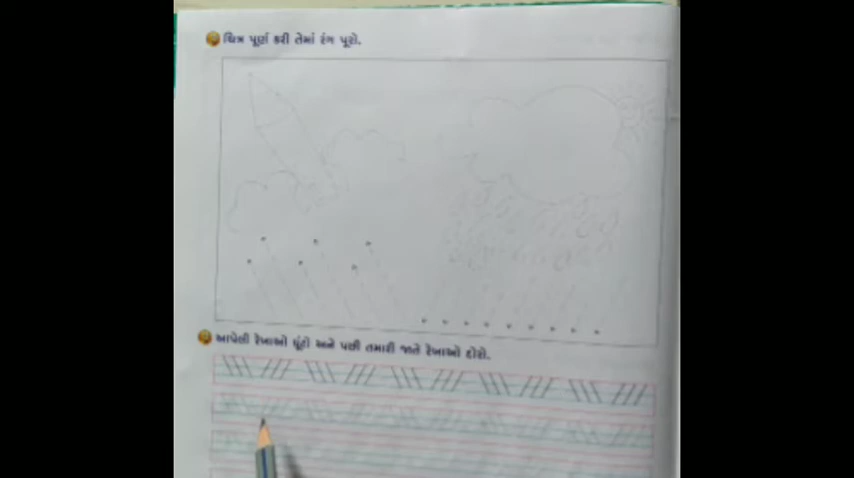 ચિત્ર પૂર્ણ કરી તેમાં રંગ પૂરો.
આપેલી રેખાઓ ઘૂંટો અને પછી તમારી જાતે રેખાઓ દોરો.